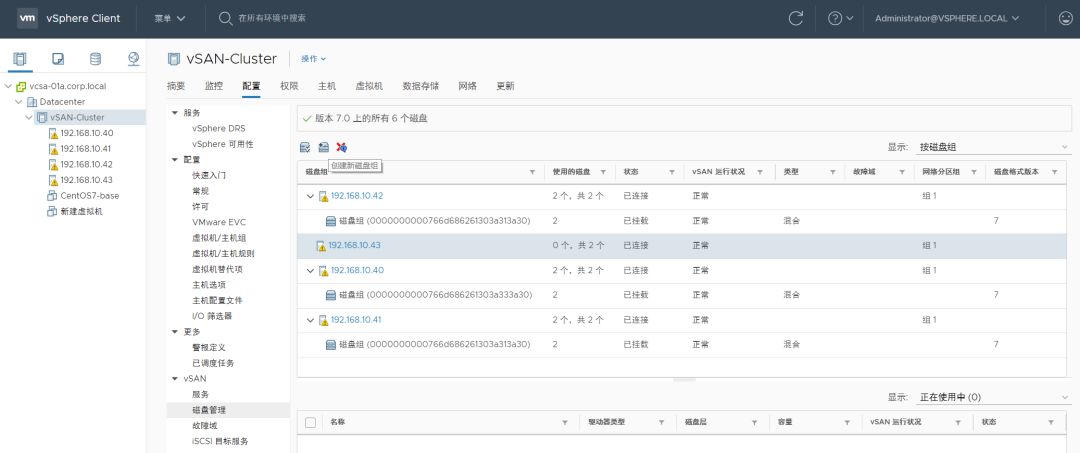 vm vSphere Client 菜单 在所有环境中搜索 Administrator@VSPHERE.LOCAL
vcsa-01a.corp.local
Datacenter
vSAN-Cluster
192.168.10.40
192.168.10.41
192.168.10.42
192.168.10.43
CentOS7-base
新建虚拟机
vSAN-Cluster 操作
摘要 监控 配置 权限 主机 虚拟机 数据存储 网络 更新
服务
vSphere DRS
vSphere 可用性
配置
快速入门
常规
许可
VMware EVC
虚拟机/主机组
虚拟机/主机规则
虚拟机替代项
主机选项
主机配置文件
I/O 筛选器
更多
警报定义
已调度任务
vSAN
服务
磁盘管理
故障域
iSCSI 目标服务
版本 7.0 上的所有 6 个磁盘
显示: 按磁盘组
创建新磁盘组
磁盘组 使用的磁盘 状态 vSAN 运行状况 类型 故障域 网络分区组 磁盘格式版本
192.168.10.42 2 个，共 2 个 已连接 正常 组 1
磁盘组 (0000000000766d686261303a313a30) 2 已挂载 正常 混合 7
192.168.10.43 0 个，共 2 个 已连接 正常 组 1
192.168.10.40 2 个，共 2 个 已连接 正常 组 1
磁盘组 (0000000000766d686261303a333a30) 2 已挂载 正常 混合 7
192.168.10.41 2 个，共 2 个 已连接 正常 组 1
磁盘组 (0000000000766d686261303a313a30) 2 已挂载 正常 混合 7
显示: 正在使用中 (0)
名称 驱动器类型 磁盘层 容量 vSAN 运行状况 状态